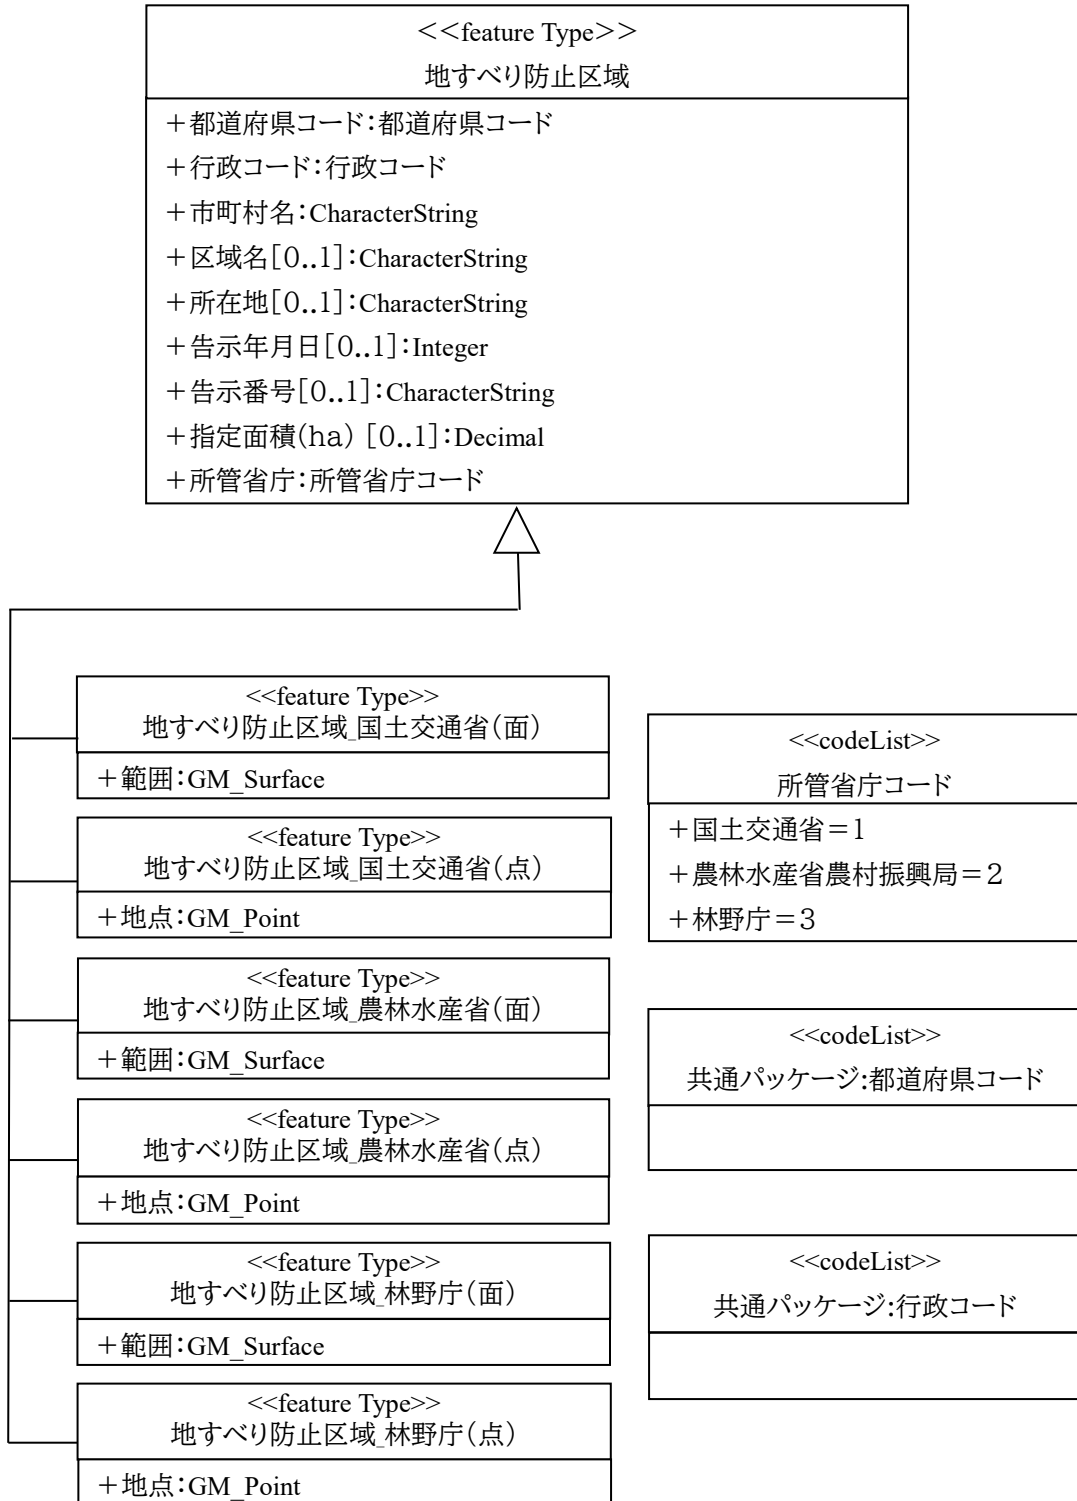 <<feature Type>>
地すべり防止区域
+都道府県コード:都道府県コード
+行政コード:行政コード
+市町村名:CharacterString
+区域名[0..1]:CharacterString
+所在地[0..1]:CharacterString
+告示年月日[0..1]:Integer
+告示番号[0..1]:CharacterString
+指定面積(ha) [0..1]:Decimal
+所管省庁:所管省庁コード
<<feature Type>>
地すべり防止区域_国土交通省(面)
+範囲:GM_Surface
<<feature Type>>
地すべり防止区域_国土交通省(点)
+地点:GM_Point
<<feature Type>>
地すべり防止区域_農林水産省(面)
+範囲:GM_Surface
<<feature Type>>
地すべり防止区域_農林水産省(点)
+地点:GM_Point
<<feature Type>>
地すべり防止区域_林野庁(面)
+範囲:GM_Surface
<<feature Type>>
地すべり防止区域_林野庁(点)
+地点:GM_Point
<<codeList>>
所管省庁コード
+国土交通省=1
+農林水産省農村振興局=2
+林野庁=3
<<codeList>>
共通パッケージ:都道府県コード
<<codeList>>
共通パッケージ:行政コード